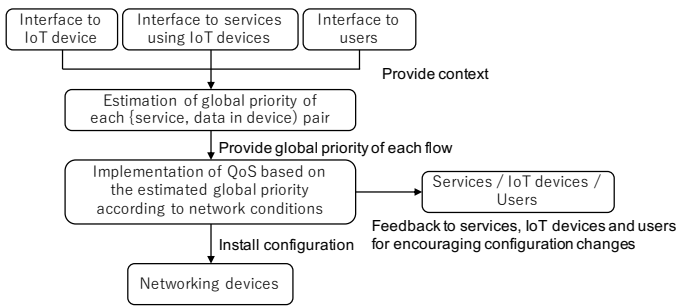 Interface to
IoT device
Interface to services
using IoT devices
Interface to
users
Provide context
Estimation of global priority of
each {service, data in device) pair
Provide global priority of each flow
Implementation of QoS based on
the estimated global priority
according to network conditions
Services / IoT devices /
Users
Feedback to services, IoT devices and users
for encouraging configuration changes
Install configuration
Networking devices